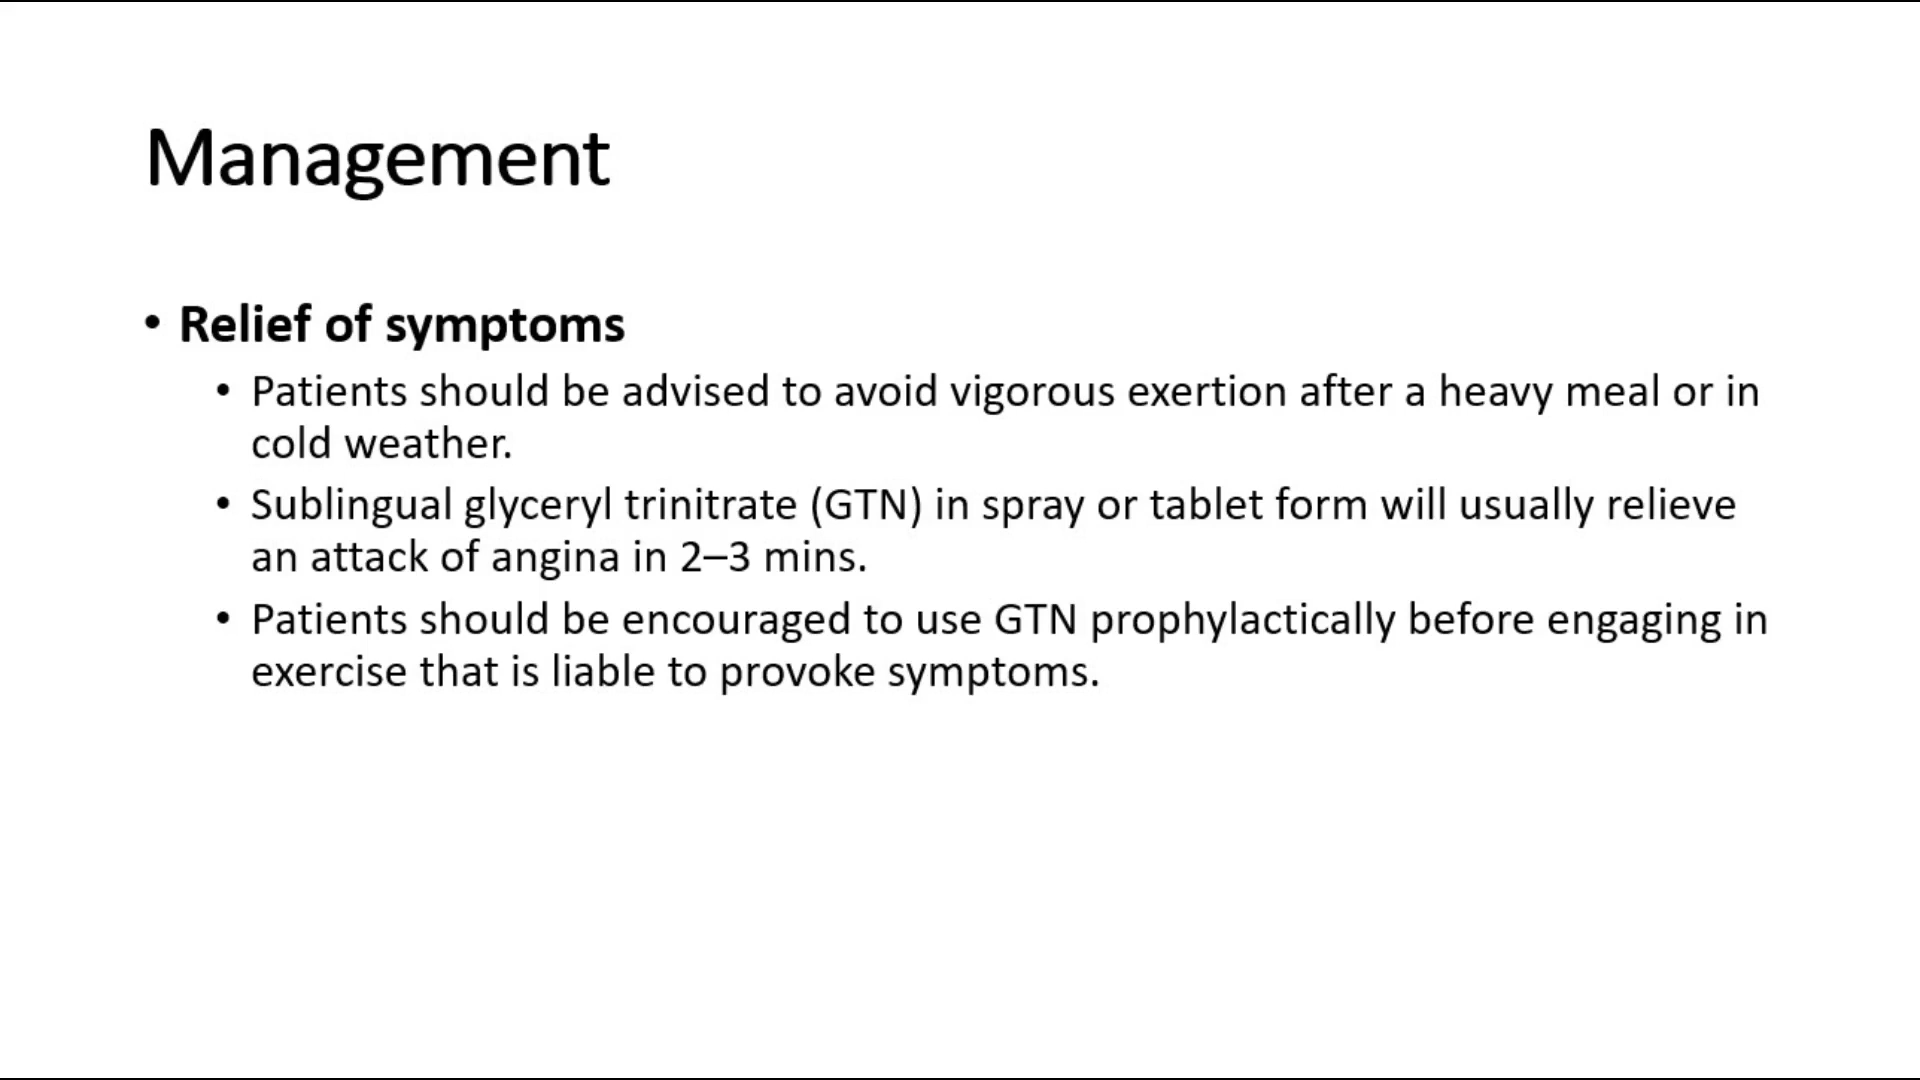 Management
• Relief of symptoms
• Patients should be advised to avoid vigorous exertion after a heavy meal or in
cold weather.
• Sublingual glyceryl trinitrate (GTN) in spray or tablet form will usually relieve
an attack of angina in 2–3 mins.
• Patients should be encouraged to use GTN prophylactically before engaging in
exercise that is liable to provoke symptoms.